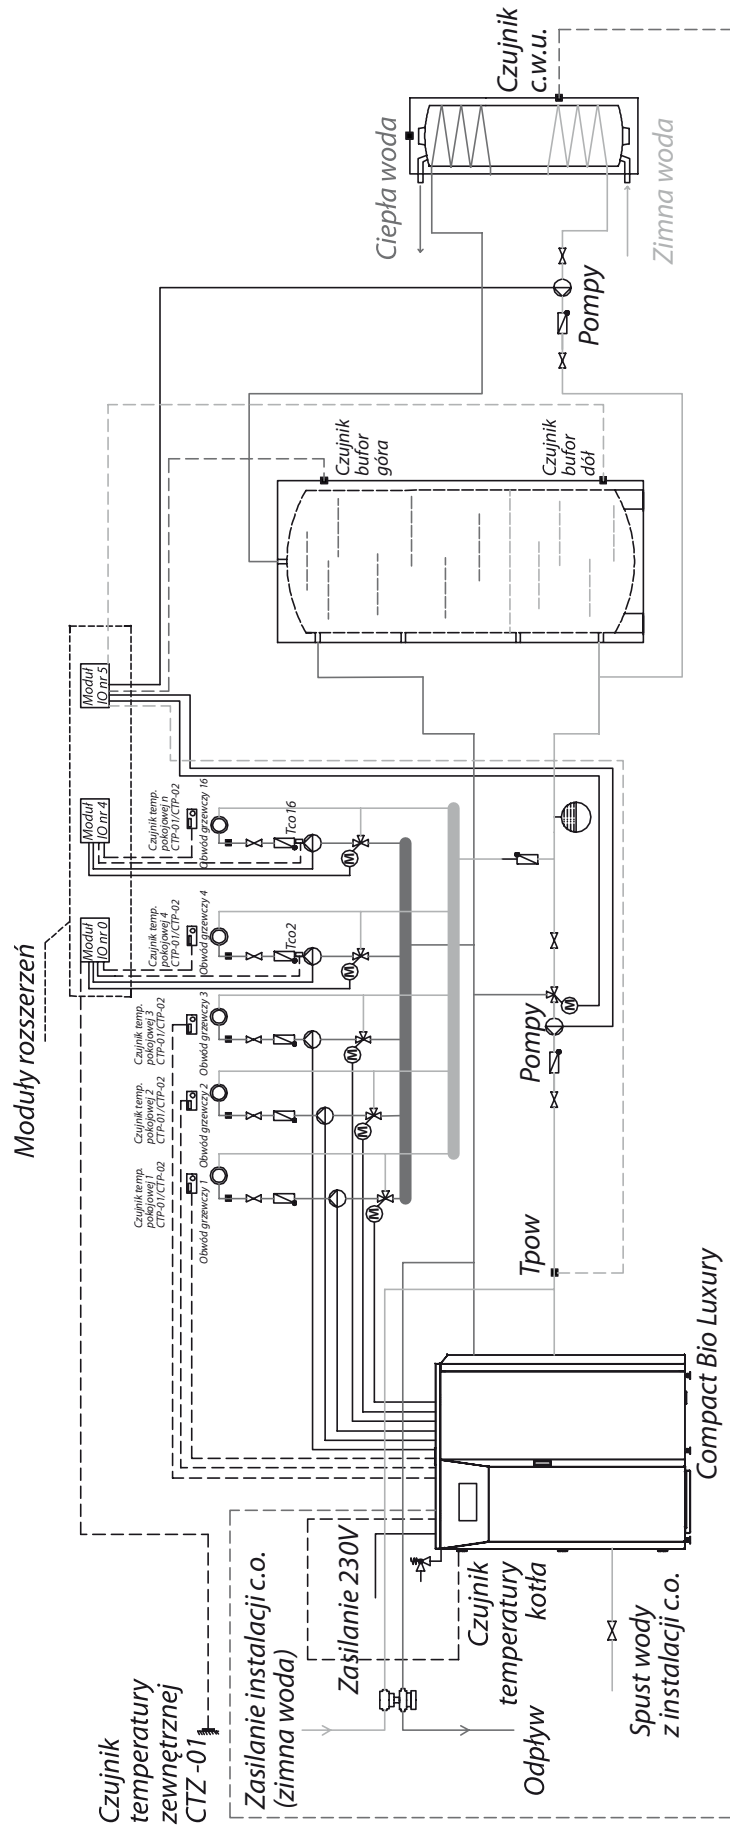 Moduły rozszerzeń
Moduł
IO nr 0
Moduł
IO nr 4
Moduł
IO nr 5
Czujnik
temperatury
zewnętrznej
CTZ -01
Czujnik temp.
pokojowej 1
CTP-01/CTP-02
Czujnik temp.
pokojowej 2
CTP-01/CTP-02
Czujnik temp.
pokojowej 3
CTP-01/CTP-02
Czujnik temp.
pokojowej 4
CTP-01/CTP-02
Czujnik temp.
pokojowej n
CTP-01/CTP-02
Obwód grzewczy 1
Obwód grzewczy 2
Obwód grzewczy 3
Obwód grzewczy 4
Obwód grzewczy 16
Tco2
Tco16
M
M
M
M
M
Zasilanie instalacji c.o.
(zimna woda)
Zasilanie 230V
Czujnik
temperatury
kotła
Odpływ
Spust wody
z instalacji c.o.
Compact Bio Luxury
Tpow
Pompy
M
Czujnik
bufor
góra
Czujnik
bufor
dół
Ciepła woda
Czujnik
c.w.u.
Pompy
Zimna woda